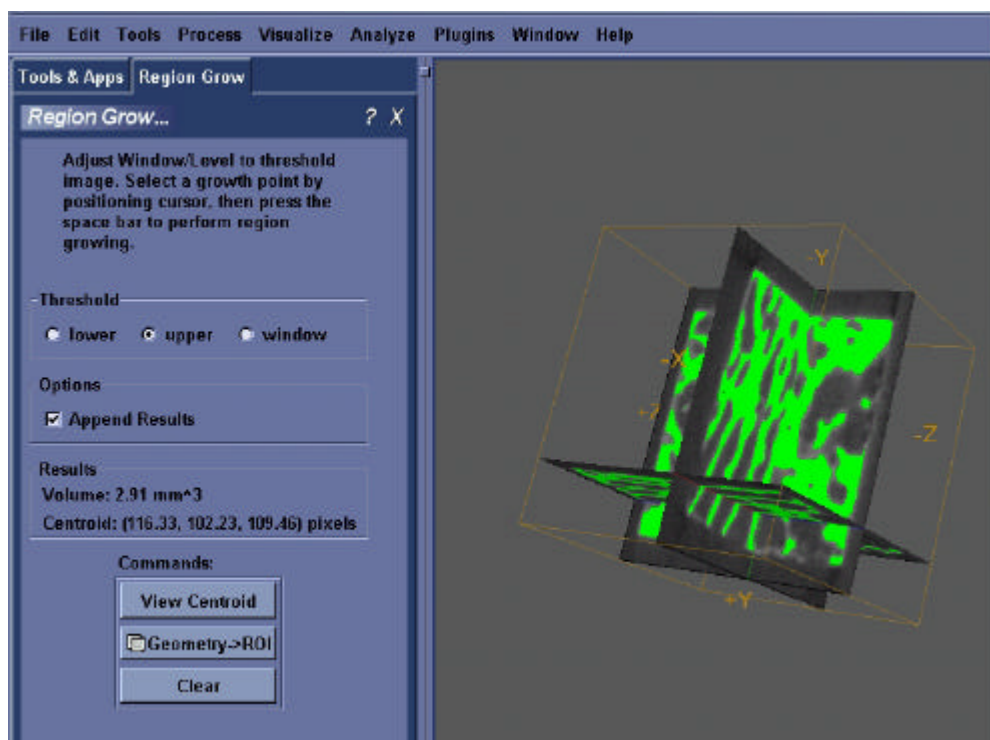 File Edit Tools Process Visualize Analyze Plugins Window Help
Tools & Apps Region Grow
Region Grow... ? X
Adjust Window/Level to threshold
image. Select a growth point by
positioning cursor, then press the
space bar to perform region
growing.
Threshold
lower upper window
Options
Append Results
Results
Volume: 2.91 mm^3
Centroid: (116.33, 102.23, 109.46) pixels
Commands:
View Centroid
Geometry->ROI
Clear
-Y
-X
+Z
-Z
+Y